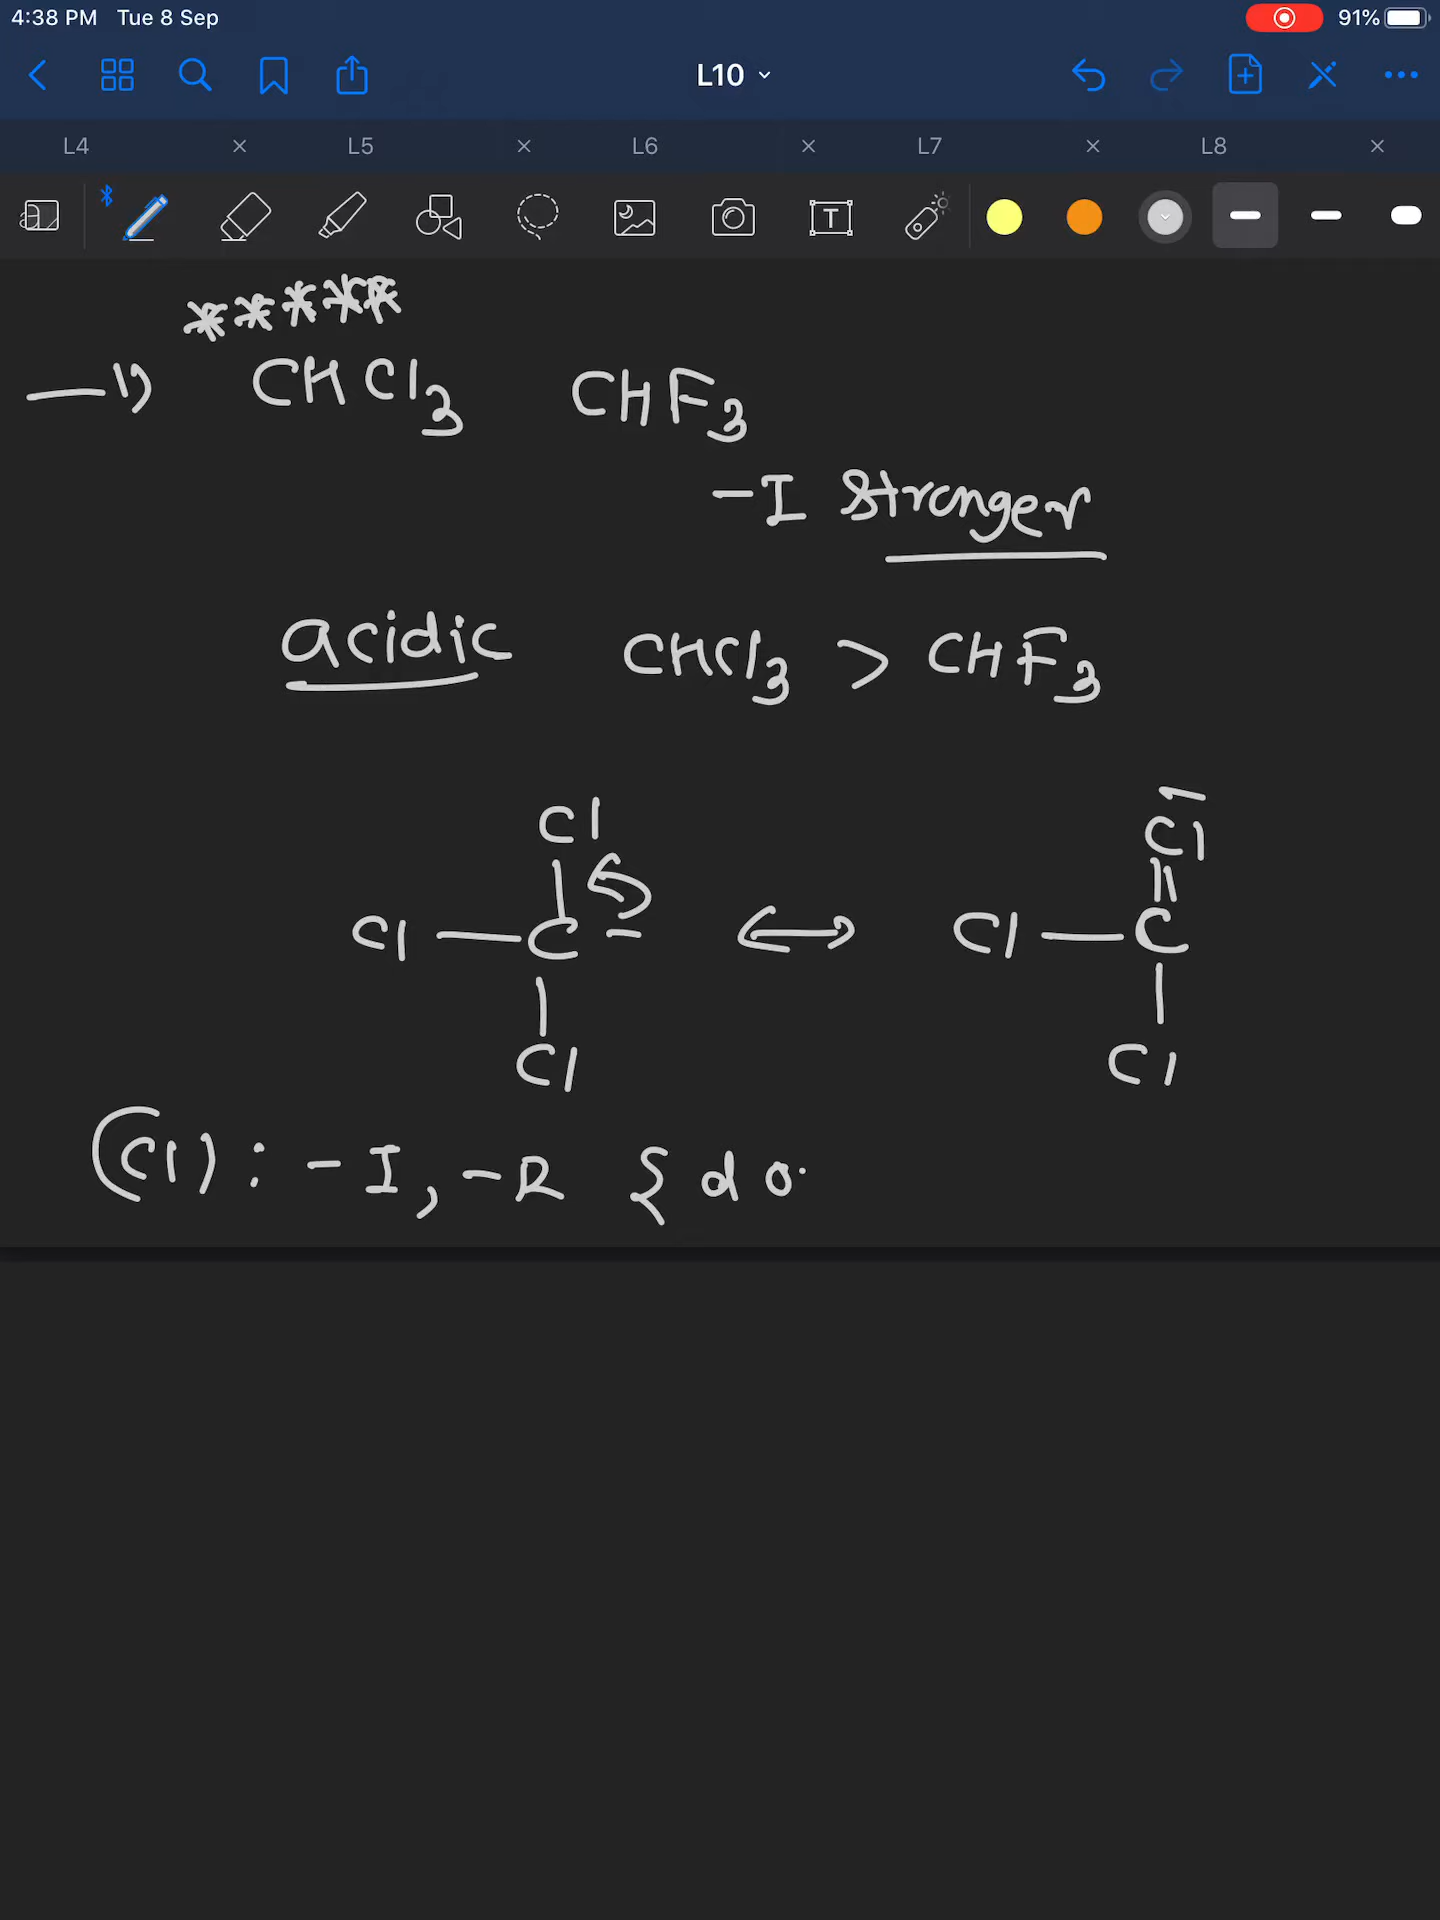 4:38 PM Tue 8 Sep 91%
L10
L4 × L5 × L6 × L7 × L8 ×
a T
*****
—1) CHCl3 CHF3
-I Stronger
acidic CHCl3 > CHF3
Cl Cl
Cl — C - ⟷ Cl — C
Cl Cl
(Cl) : - I, - R { d o